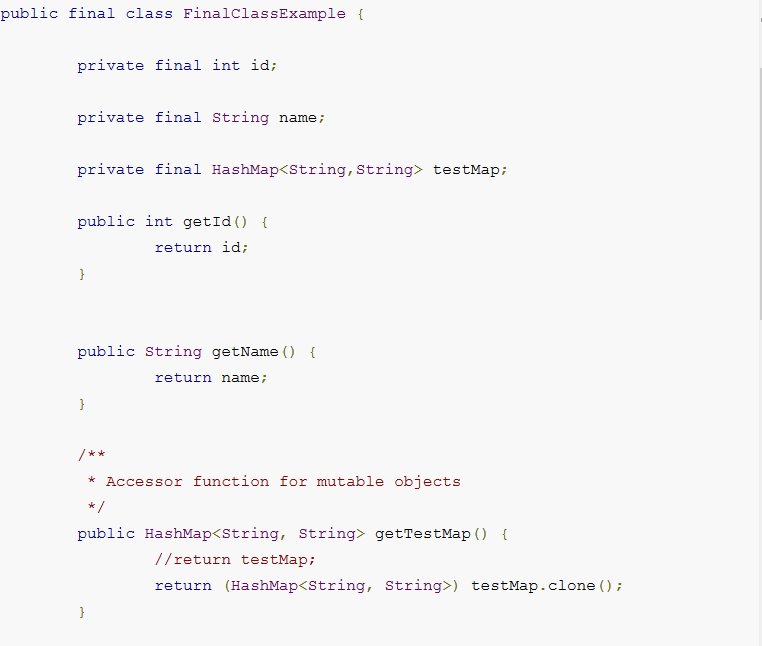 public final class FinalClassExample {
private final int id;
private final String name;
private final HashMap<String,String> testMap;
public int getId() {
return id;
}
public String getName() {
return name;
}
/**
* Accessor function for mutable objects
*/
public HashMap<String, String> getTestMap() {
//return testMap;
return (HashMap<String, String>) testMap.clone();
}